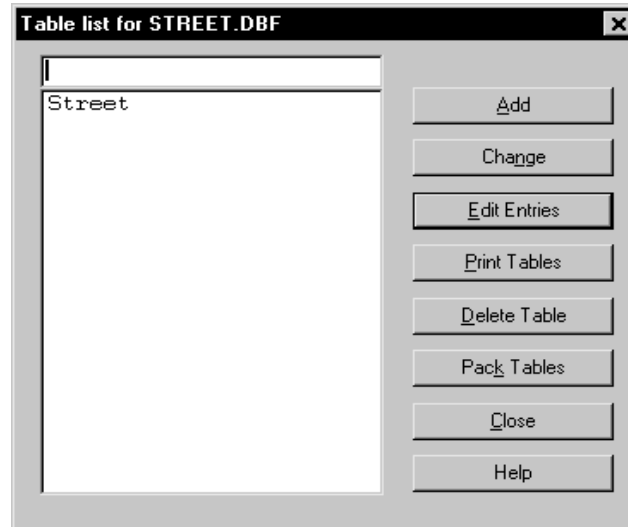 Table list for STREET.DBF
Street
Add
Change
Edit Entries
Print Tables
Delete Table
Pack Tables
Close
Help